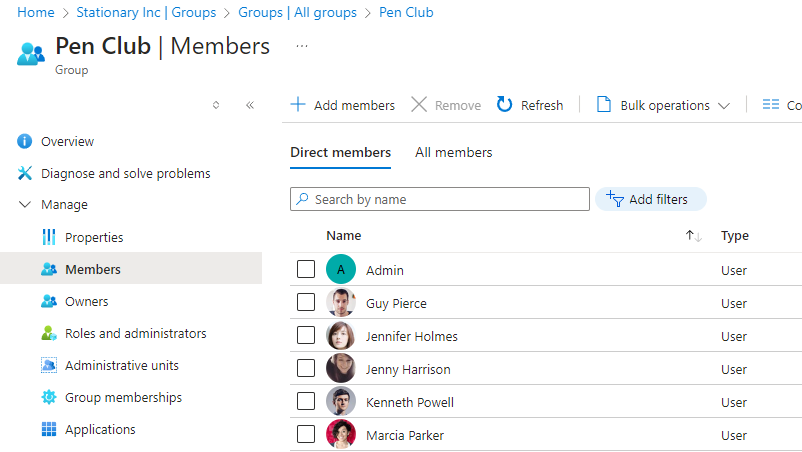 Home > Stationary Inc | Groups > Groups | All groups > Pen Club
Pen Club | Members ...
Group
+ Add members Remove Refresh Bulk operations Co
Overview
Diagnose and solve problems
Manage
Properties
Members
Owners
Roles and administrators
Administrative units
Group memberships
Applications
Direct members All members
Search by name Add filters
Name Type
A Admin User
Guy Pierce User
Jennifer Holmes User
Jenny Harrison User
Kenneth Powell User
Marcia Parker User